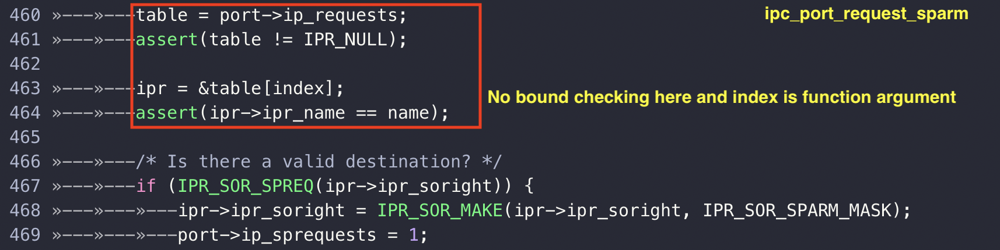 460 »———»———table = port—>ip_requests; ipc_port_request_sparm
461 »———»———assert(table != IPR_NULL);
462
463 »———»———ipr = &table[index]; No bound checking here and index is function argument
464 »———»———assert(ipr—>ipr_name == name);
465
466 »———»———/* Is there a valid destination? */
467 »———»———if (IPR_SOR_SPREQ(ipr—>ipr_soright)) {
468 »———»———»———ipr—>ipr_soright = IPR_SOR_MAKE(ipr—>ipr_soright, IPR_SOR_SPARM_MASK);
469 »———»———»———port—>ip_sprequests = 1;